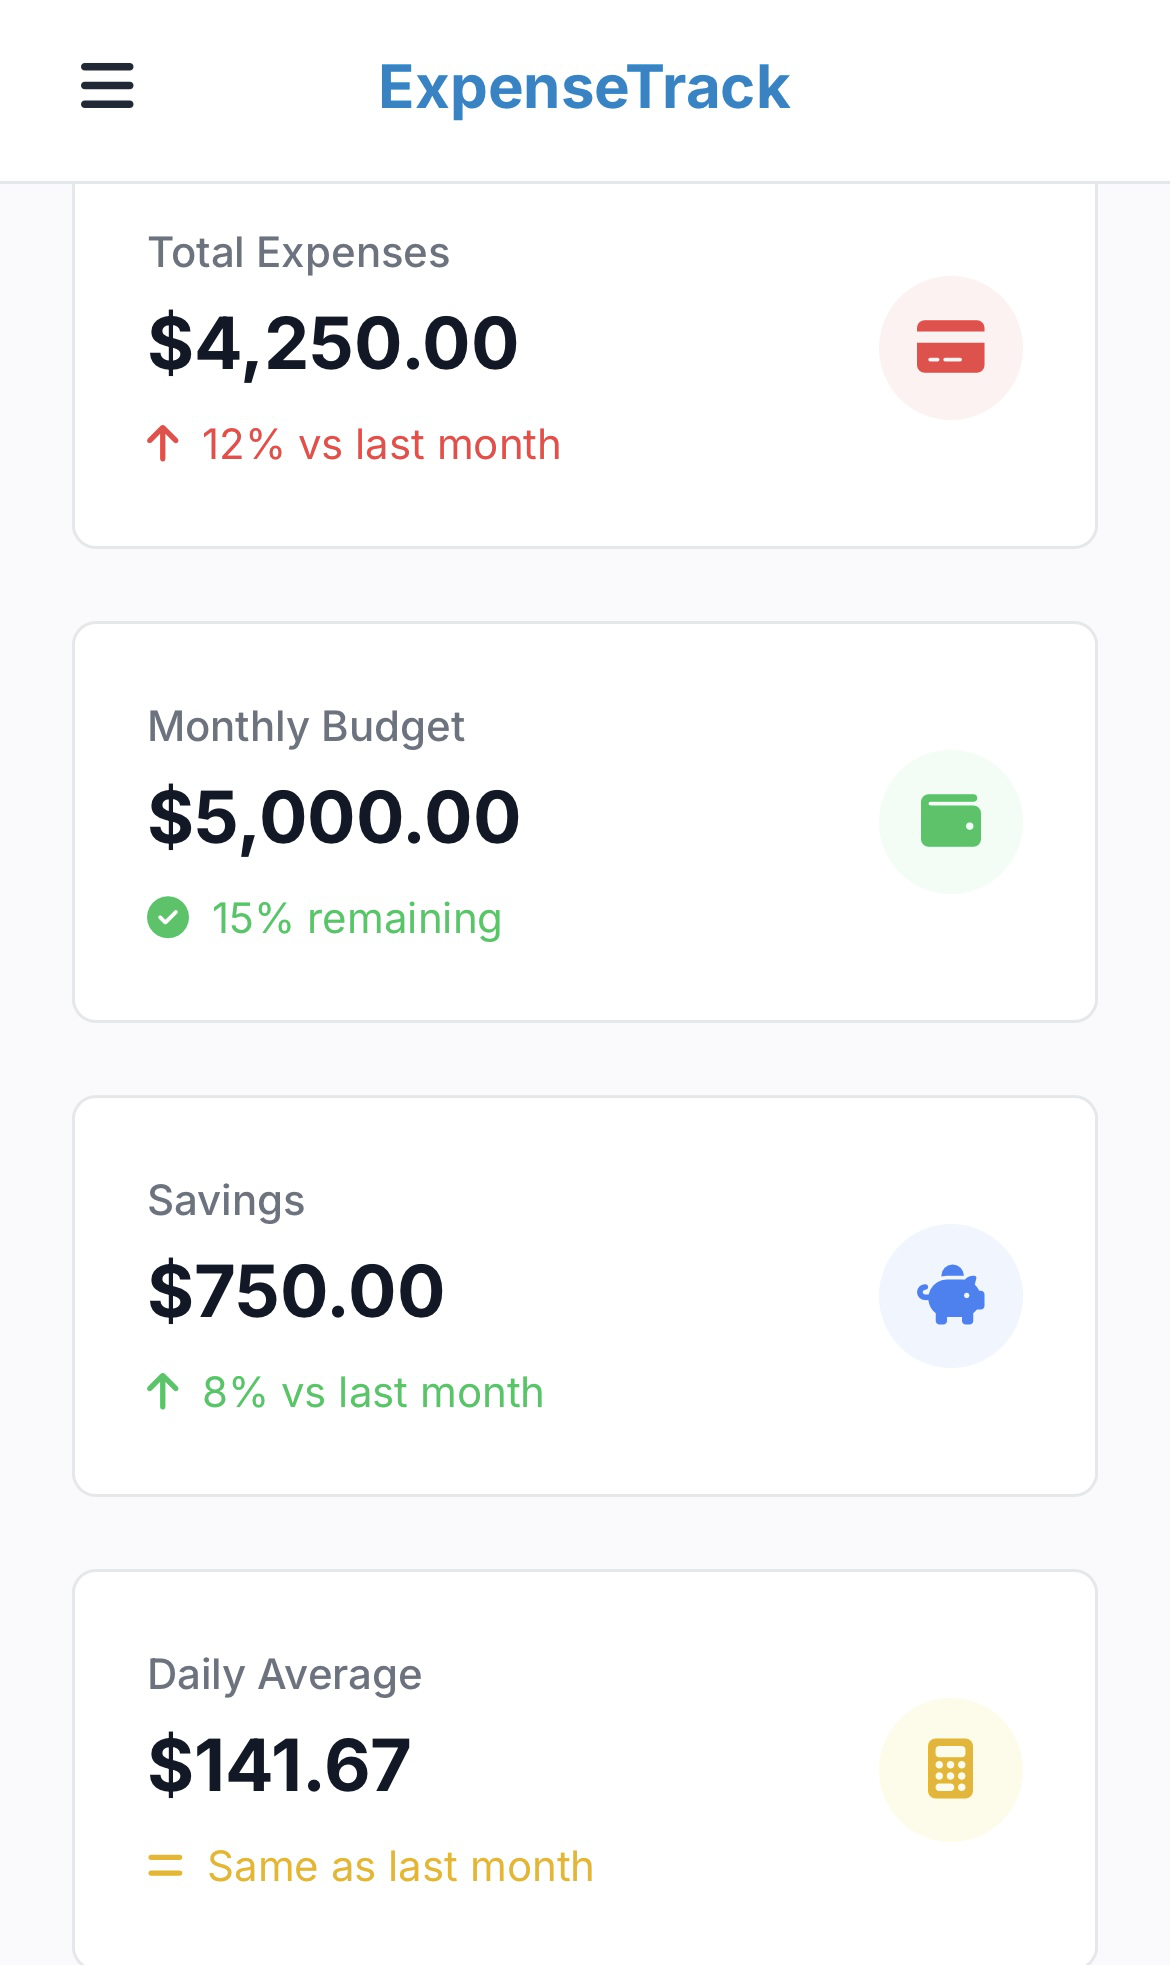 ExpenseTrack
Total Expenses
$4,250.00
12% vs last month
Monthly Budget
$5,000.00
15% remaining
Savings
$750.00
8% vs last month
Daily Average
$141.67
Same as last month